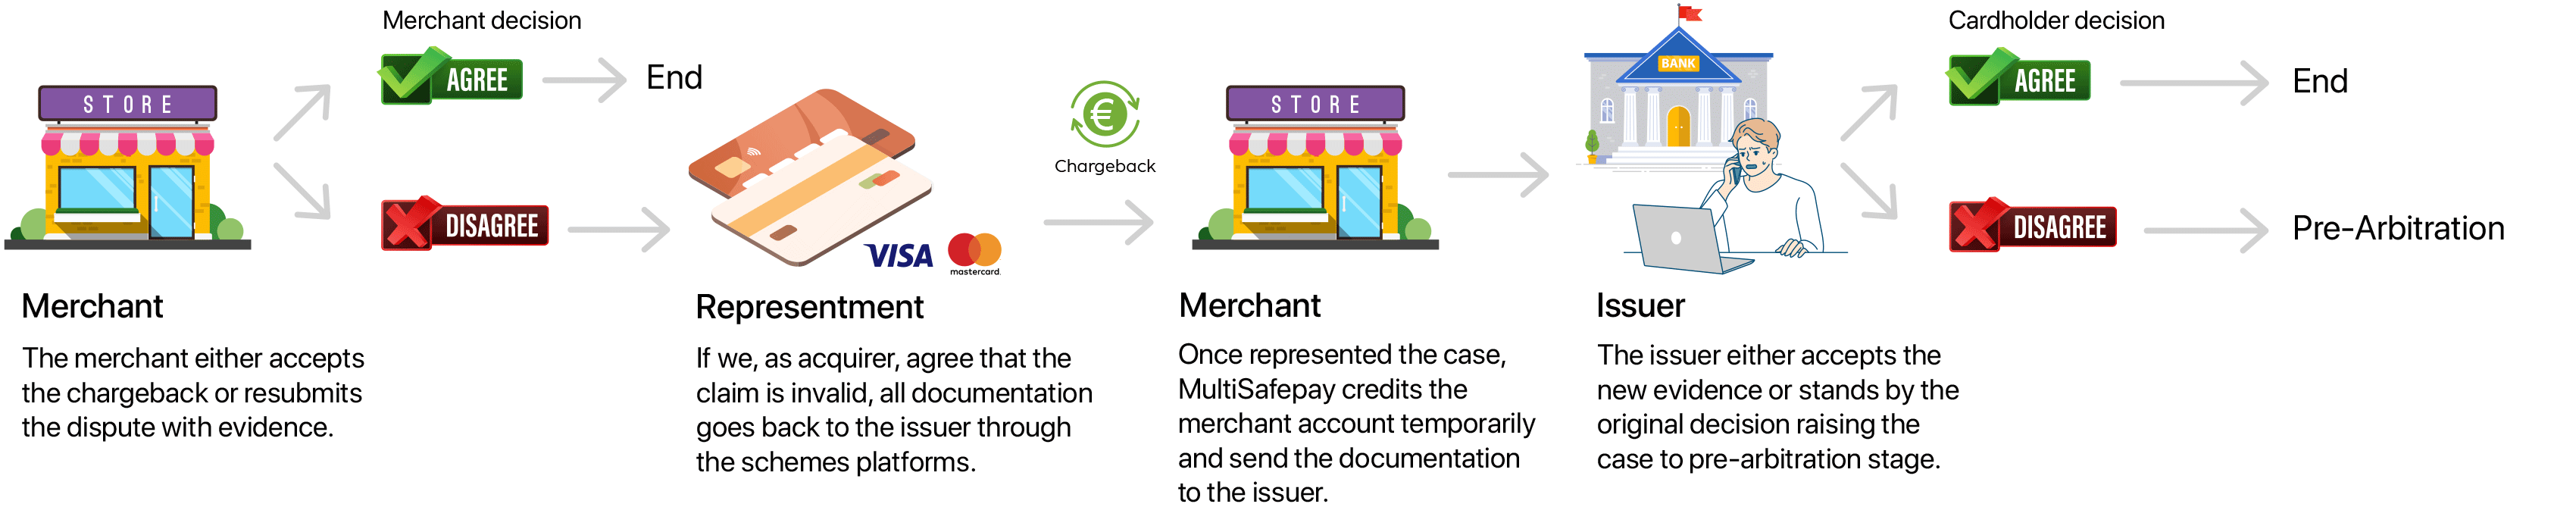 Merchant decision
STORE
AGREE
End
DISAGREE
VISA
mastercard.
€
Chargeback
STORE
BANK
Cardholder decision
AGREE
End
DISAGREE
Pre-Arbitration
Merchant
The merchant either accepts
the chargeback or resubmits
the dispute with evidence.
Representment
If we, as acquirer, agree that the
claim is invalid, all documentation
goes back to the issuer through
the schemes platforms.
Merchant
Once represented the case,
MultiSafepay credits the
merchant account temporarily
and send the documentation
to the issuer.
Issuer
The issuer either accepts the
new evidence or stands by the
original decision raising the
case to pre-arbitration stage.